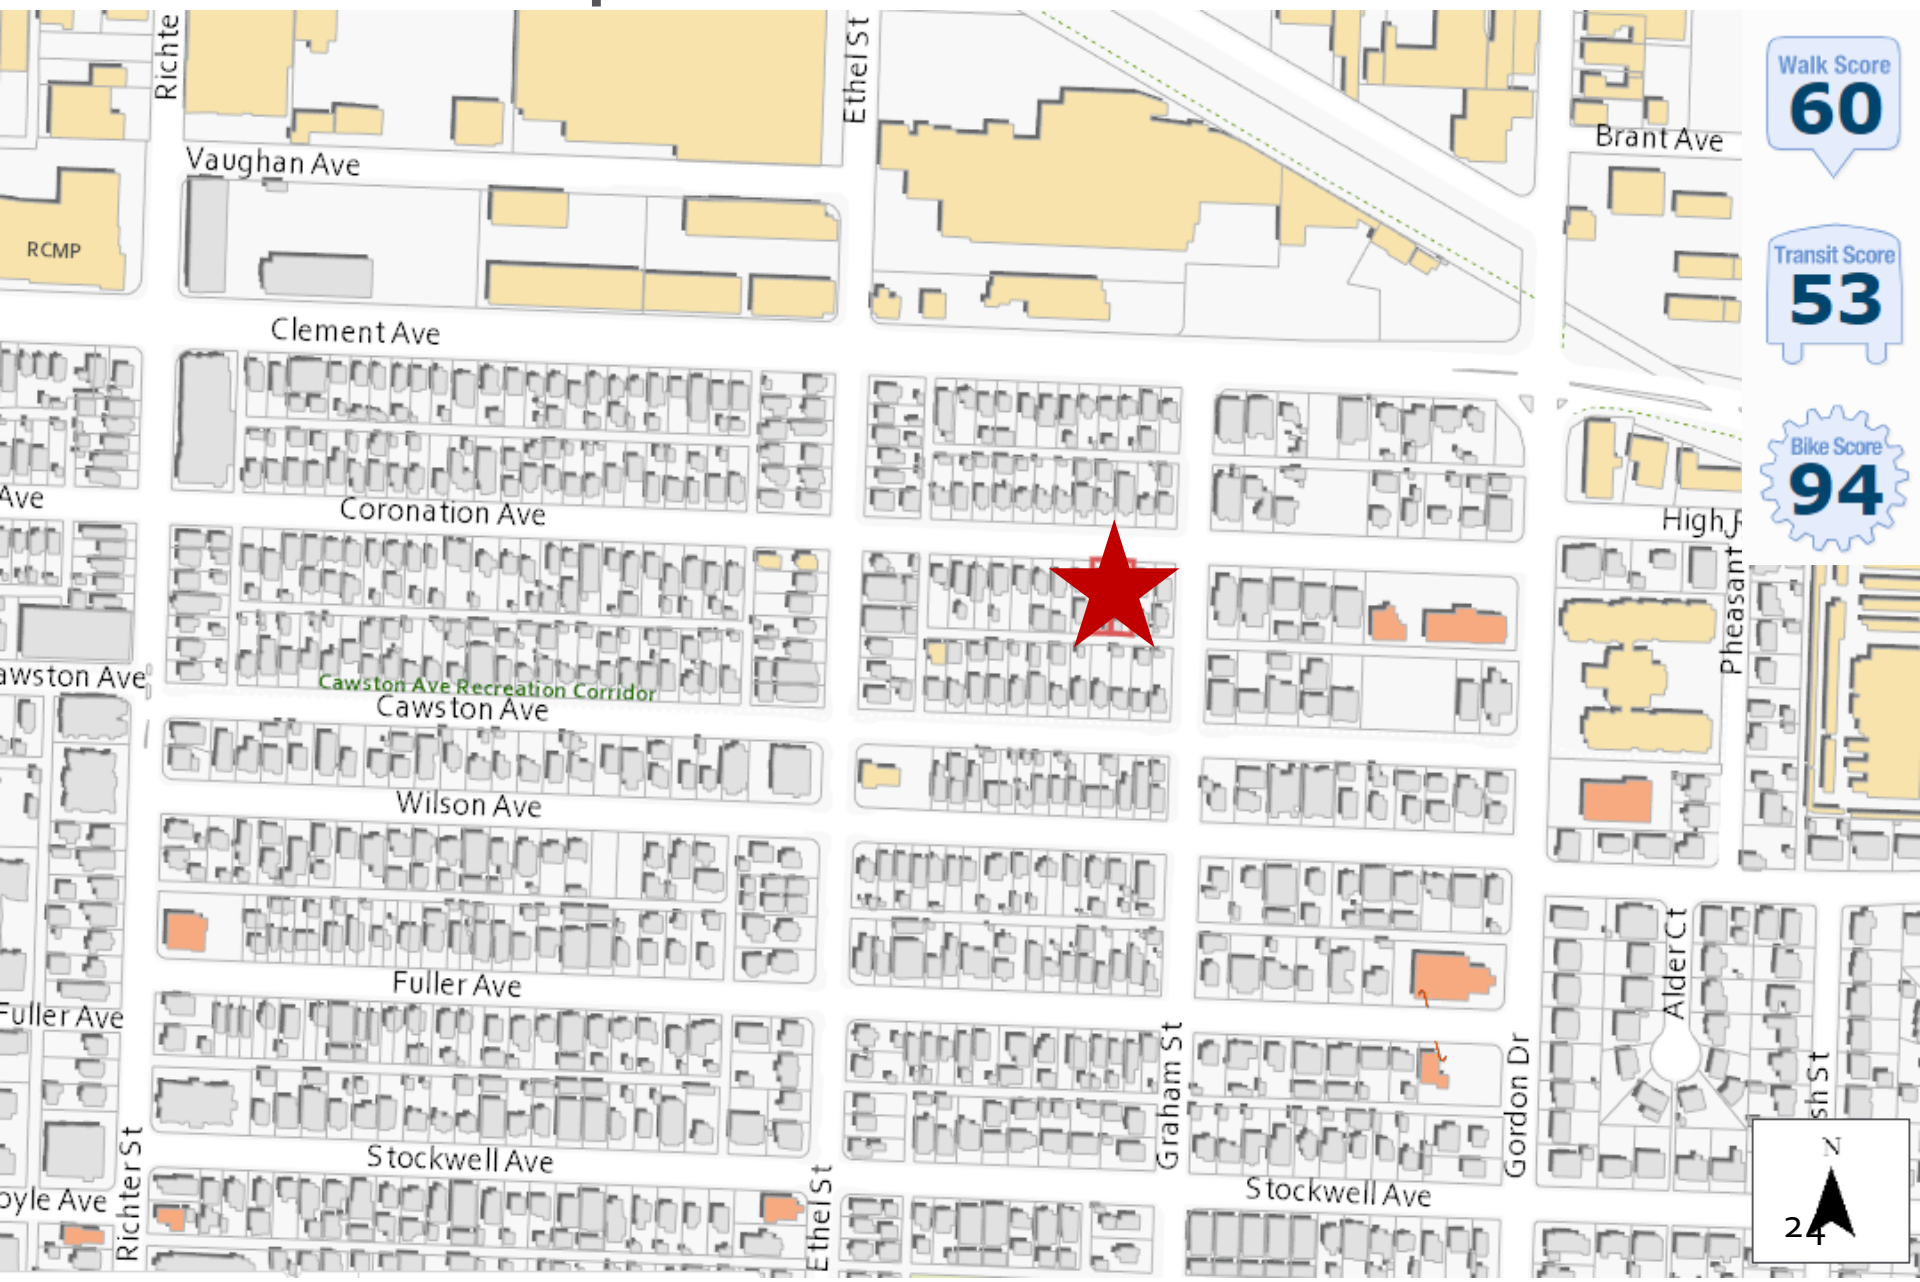 Richte
Ethel St
Walk Score
60
Brant Ave
Vaughan Ave
RCMP
Transit Score
53
Clement Ave
Bike Score
94
Ave
Coronation Ave
High
Pheasant
awston Ave
Cawston Ave Recreation Corridor
Cawston Ave
Wilson Ave
Fuller Ave
Alder Ct
Fuller Ave
Graham St
Gordon Dr
sh St
Richter St
Stockwell Ave
Ethel St
Stockwell Ave
oyle Ave
N
24